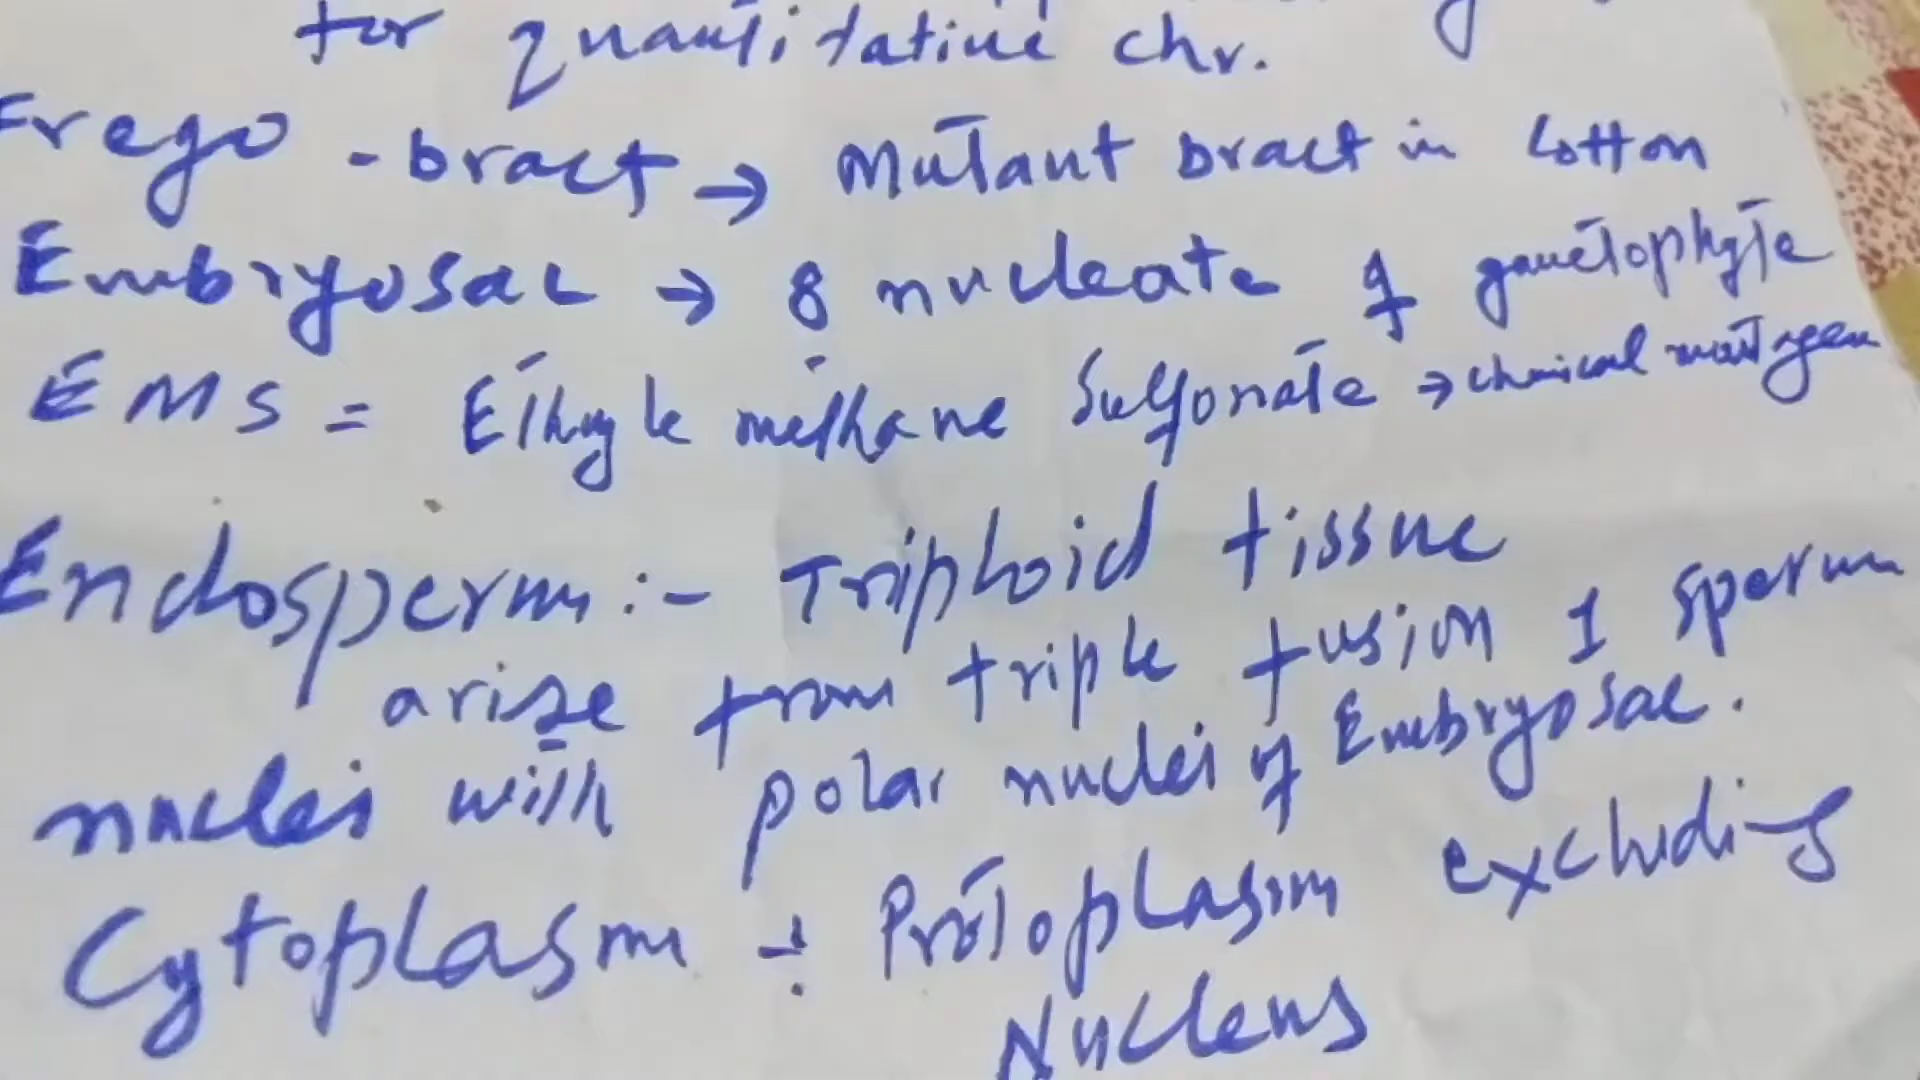 for quantitative chr.
Frego - bract → Mutant bract in Cotton
Embryosac → 8 nucleate of gametophyte
EMS = Ethyle methane Sulfonate → chemical mutagen
Endosperm :- Triploid tissue
arise from triple fusion 1 sperm
nuclei with polar nuclei of Embryosac.
Cytoplasm ÷ Protoplasm excluding
Nucleus